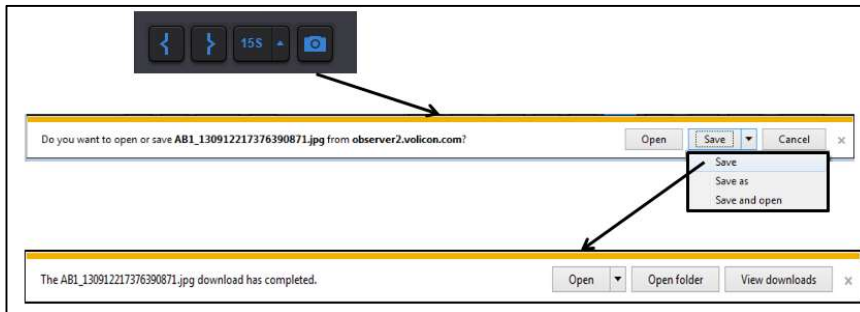 15S
Do you want to open or save AB1_130912217376390871.jpg from observer2.volicon.com?
Open
Save
Cancel
Save
Save as
Save and open
The AB1_130912217376390871.jpg download has completed.
Open
Open folder
View downloads